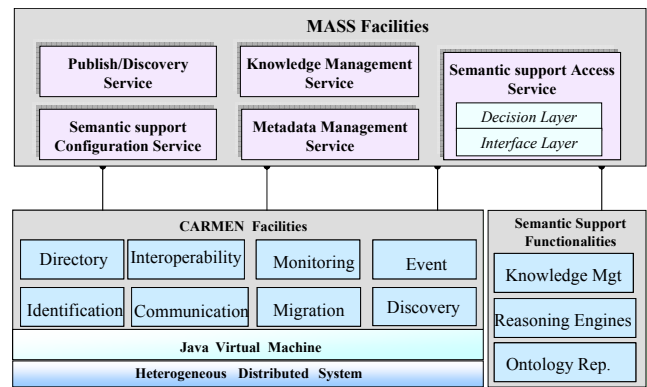 MASS Facilities
Publish/Discovery
Service
Knowledge Management
Service
Semantic support Access
Service
Decision Layer
Interface Layer
Semantic support
Configuration Service
Metadata Management
Service
CARMEN Facilities
Directory
Interoperability
Monitoring
Event
Identification
Communication
Migration
Discovery
Java Virtual Machine
Heterogeneous Distributed System
Semantic Support
Functionalities
Knowledge Mgt
Reasoning Engines
Ontology Rep.